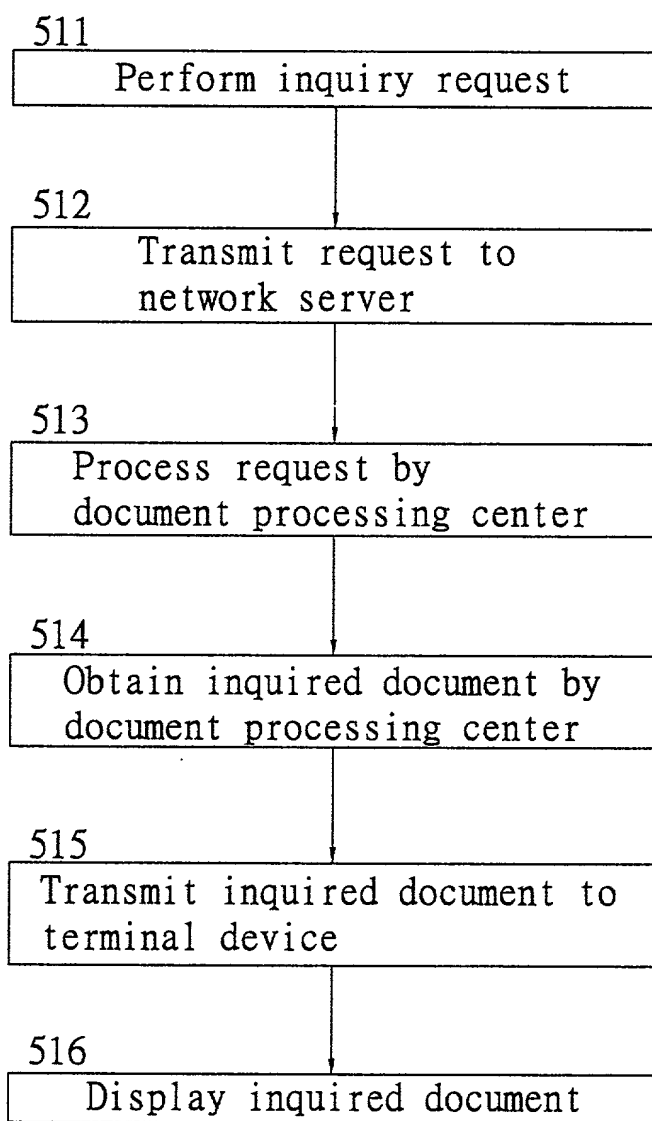 511
Perform inquiry request
512
Transmit request to
network server
513
Process request by
document processing center
514
Obtain inquired document by
document processing center
515
Transmit inquired document to
terminal device
516
Display inquired document